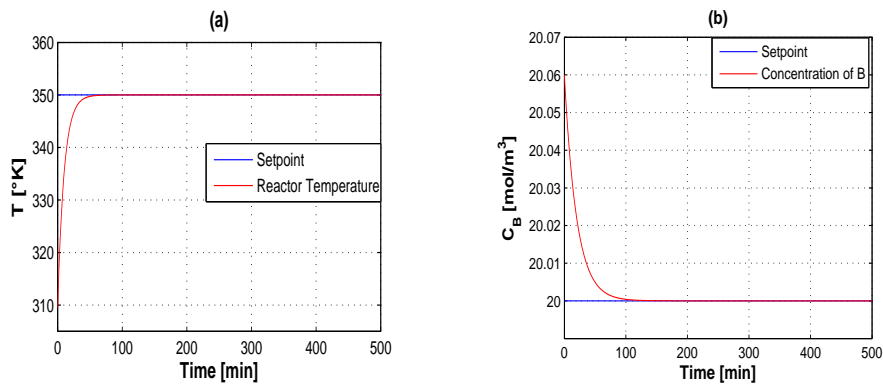 (a)
360
350
340
330
320
310
T [°K]
Setpoint
Reactor Temperature
0 100 200 300 400 500
Time [min]
(b)
20.07
20.06
20.05
20.04
20.03
20.02
20.01
20
C_B [mol/m³]
Setpoint
Concentration of B
0 100 200 300 400 500
Time [min]